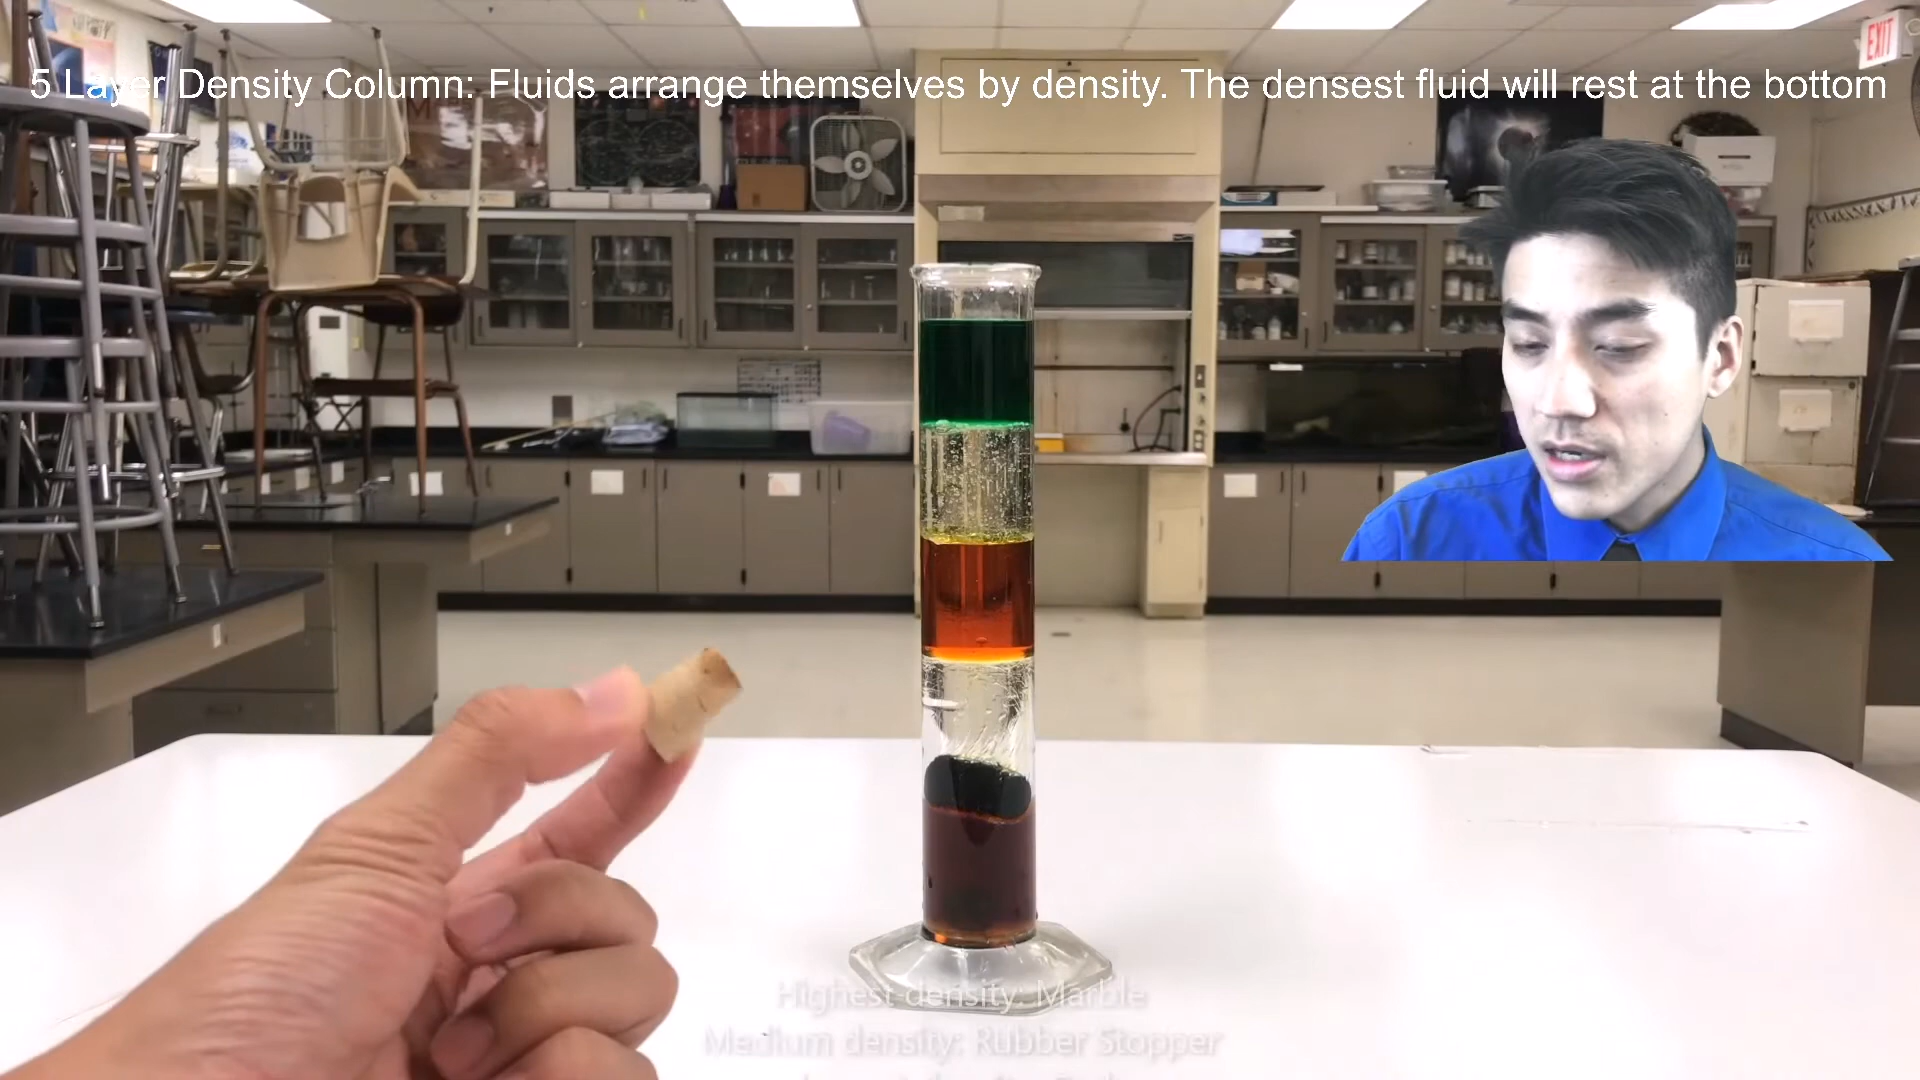 EXIT
5 Layer Density Column: Fluids arrange themselves by density. The densest fluid will rest at the bottom
Highest density: Marble
Medium density: Rubber Stopper